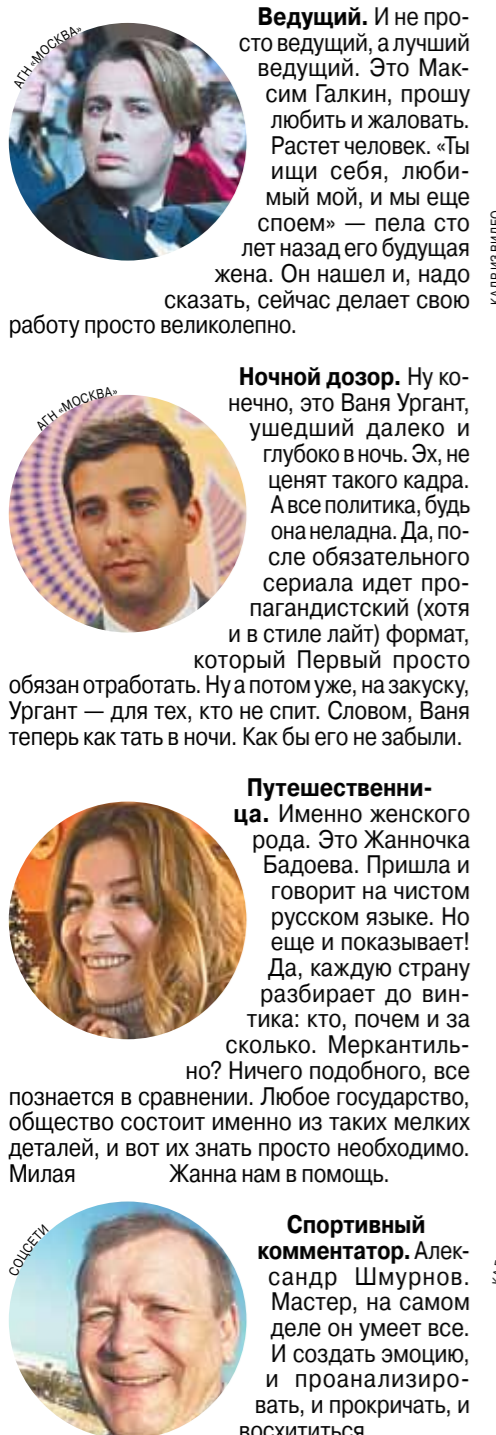 АГН «МОСКВА»
Ведущий. И не про-
сто ведущий, а лучший
ведущий. Это Мак-
сим Галкин, прошу
любить и жаловать.
Растет человек. «Ты
ищи себя, люби-
мый мой, и мы еще
споем» — пела сто
лет назад его будущая
жена. Он нашел и, надо
сказать, сейчас делает свою
работу просто великолепно.
КАДР ИЗ ВИДЕО
АГН «МОСКВА»
Ночной дозор. Ну ко-
нечно, это Ваня Ургант,
ушедший далеко и
глубоко в ночь. Эх, не
ценят такого кадра.
А все политика, будь
она неладна. Да, по-
сле обязательного
сериала идет про-
пагандистский (хотя
и в стиле лайт) формат,
который Первый просто
обязан отработать. Ну а потом уже, на закуску,
Ургант — для тех, кто не спит. Словом, Ваня
теперь как тать в ночи. Как бы его не забыли.
Путешественни-
ца. Именно женского
рода. Это Жанночка
Бадоева. Пришла и
говорит на чистом
русском языке. Но
еще и показывает!
Да, каждую страну
разбирает до вин-
тика: кто, почем и за
сколько. Меркантиль-
но? Ничего подобного, все
познается в сравнении. Любое государство,
общество состоит именно из таких мелких
деталей, и вот их знать просто необходимо.
Милая Жанна нам в помощь.
СОЦСЕТИ
Спортивный
комментатор. Алек-
сандр Шмурнов.
Мастер, на самом
деле он умеет все.
И создать эмоцию,
и проанализиро-
вать, и прокричать, и
восхититься